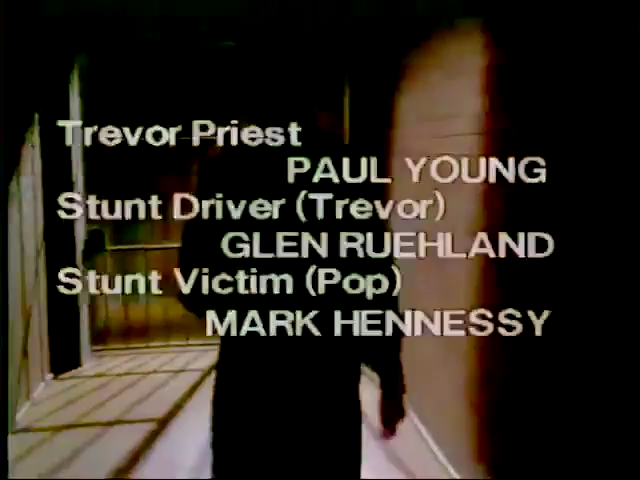 Trevor Priest
PAUL YOUNG
Stunt Driver (Trevor)
GLEN RUEHLAND
Stunt Victim (Pop)
MARK HENNESSY